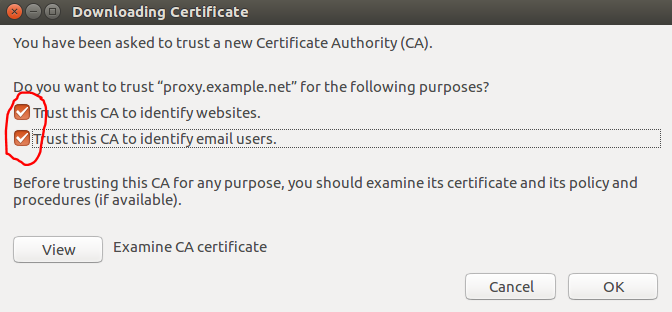 Downloading Certificate
You have been asked to trust a new Certificate Authority (CA).
Do you want to trust “proxy.example.net” for the following purposes?
Trust this CA to identify websites.
Trust this CA to identify email users.
Before trusting this CA for any purpose, you should examine its certificate and its policy and
procedures (if available).
View Examine CA certificate
Cancel OK